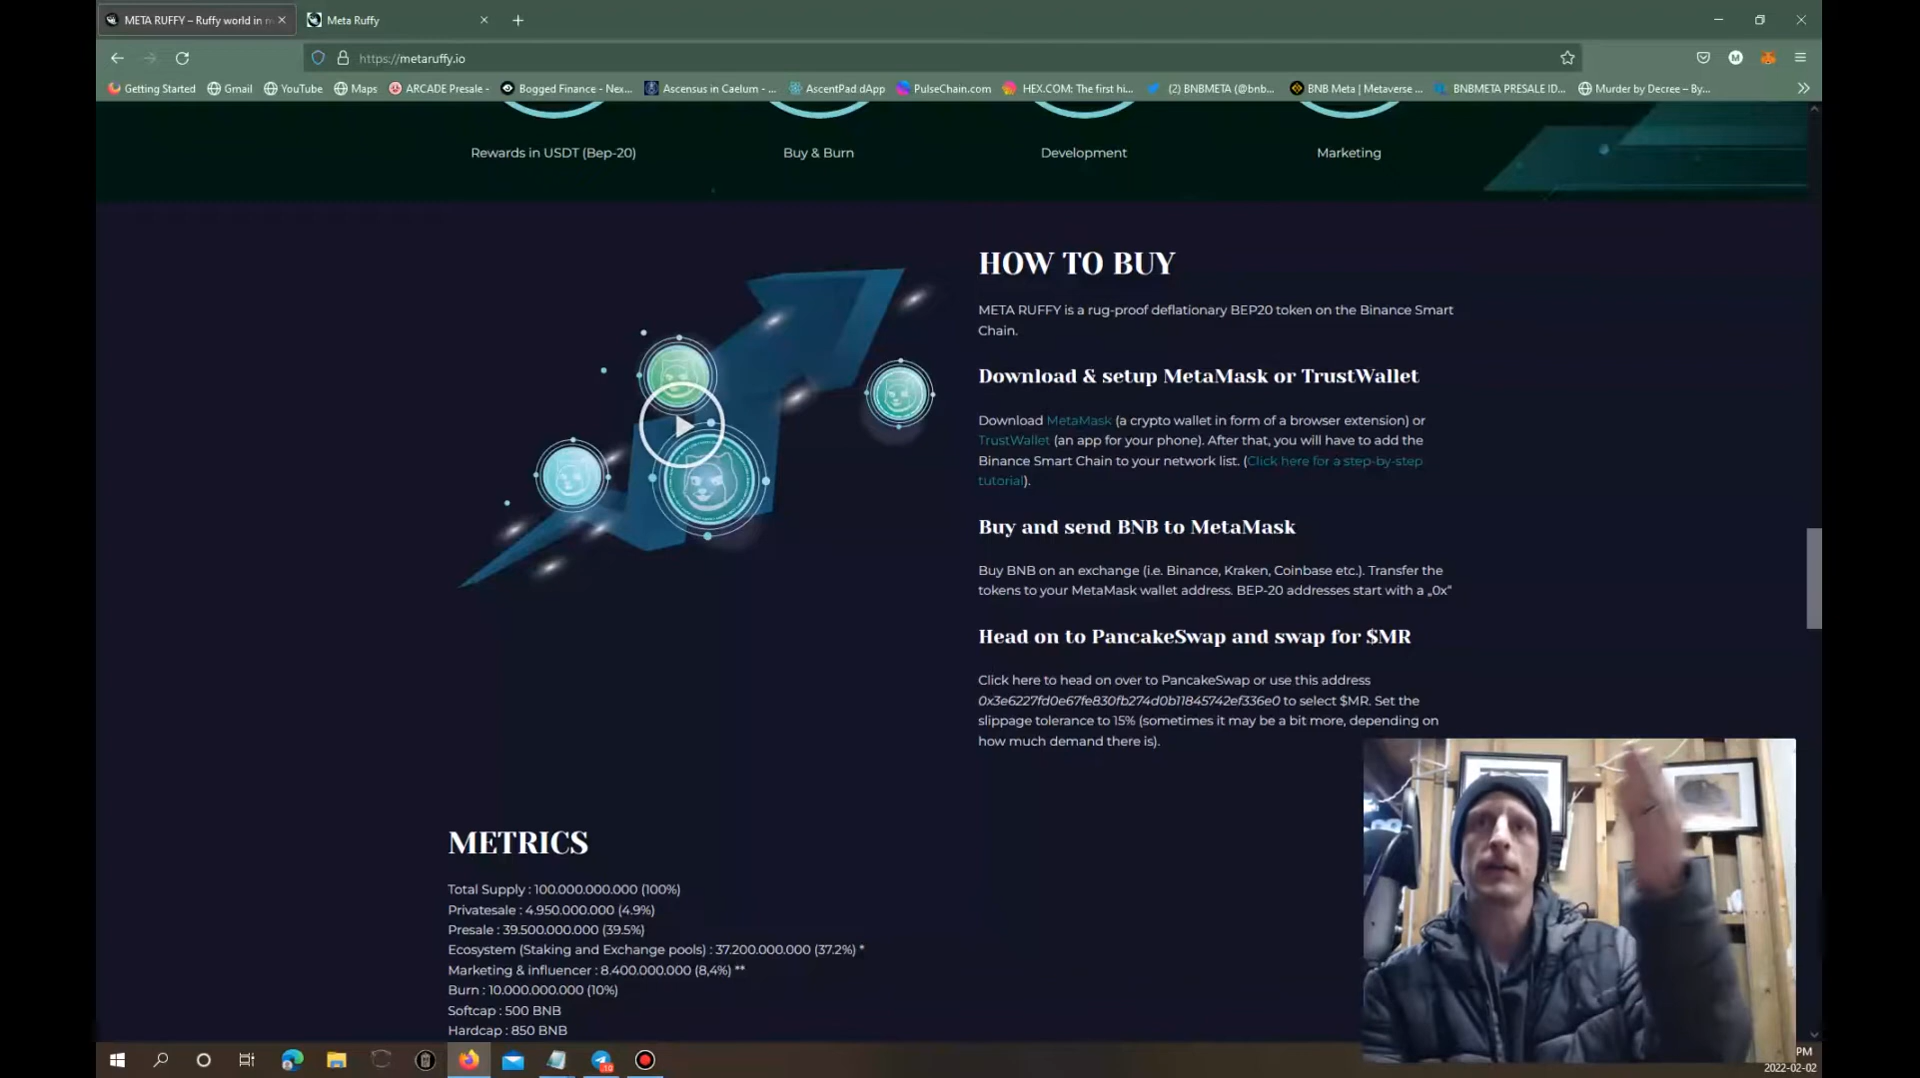 META RUFFY – Ruffy world in m
Meta Ruffy
https://metaruffy.io
Getting Started
Gmail
YouTube
Maps
ARCADE Presale -
Bogged Finance - Nex...
Ascensus in Caelum - ...
AscentPad dApp
PulseChain.com
HEX.COM: The first hi...
(2) BNBMETA (@bnb...
BNB Meta | Metaverse ...
BNBMETA PRESALE ID...
Murder by Decree – By...
Rewards in USDT (Bep-20)
Buy & Burn
Development
Marketing
HOW TO BUY
META RUFFY is a rug-proof deflationary BEP20 token on the Binance Smart
Chain.
Download & setup MetaMask or TrustWallet
Download MetaMask (a crypto wallet in form of a browser extension) or
TrustWallet (an app for your phone). After that, you will have to add the
Binance Smart Chain to your network list. (Click here for a step-by-step
tutorial).
Buy and send BNB to MetaMask
Buy BNB on an exchange (i.e. Binance, Kraken, Coinbase etc.). Transfer the
tokens to your MetaMask wallet address. BEP-20 addresses start with a „0x“
Head on to PancakeSwap and swap for $MR
Click here to head on over to PancakeSwap or use this address
0x3e6227fd0e67fe830fb274d0b11845742ef336e0 to select $MR. Set the
slippage tolerance to 15% (sometimes it may be a bit more, depending on
how much demand there is).
METRICS
Total Supply : 100.000.000.000 (100%)
Privatesale : 4.950.000.000 (4.9%)
Presale : 39.500.000.000 (39.5%)
Ecosystem (Staking and Exchange pools) : 37.200.000.000 (37.2%) *
Marketing & influencer : 8.400.000.000 (8,4%) **
Burn : 10.000.000.000 (10%)
Softcap : 500 BNB
Hardcap : 850 BNB
PM
2022-02-02